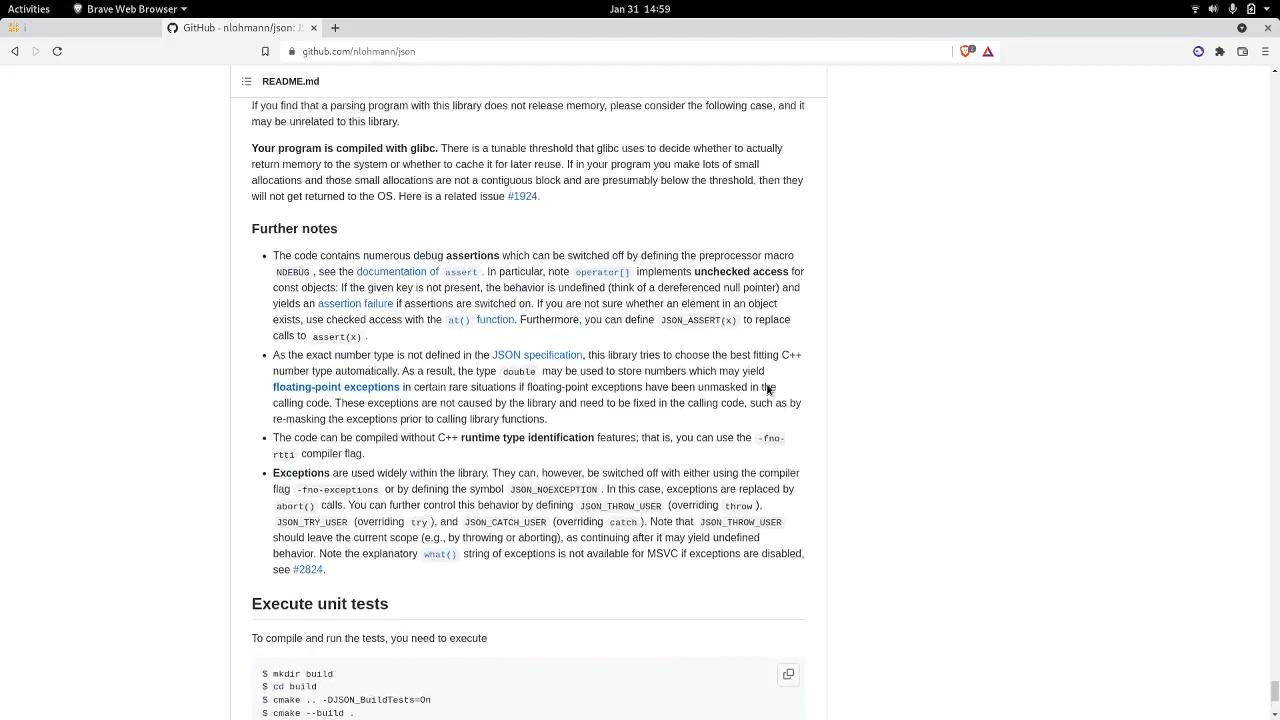 Activities
Brave Web Browser
Jan 31 14:59
GitHub - nlohmann/json: J
github.com/nlohmann/json
README.md
If you find that a parsing program with this library does not release memory, please consider the following case, and it
may be unrelated to this library.
Your program is compiled with glibc. There is a tunable threshold that glibc uses to decide whether to actually
return memory to the system or whether to cache it for later reuse. If in your program you make lots of small
allocations and those small allocations are not a contiguous block and are presumably below the threshold, then they
will not get returned to the OS. Here is a related issue #1924.
Further notes
• The code contains numerous debug assertions which can be switched off by defining the preprocessor macro
NDEBUG, see the documentation of assert. In particular, note operator[] implements unchecked access for
const objects: If the given key is not present, the behavior is undefined (think of a dereferenced null pointer) and
yields an assertion failure if assertions are switched on. If you are not sure whether an element in an object
exists, use checked access with the at() function. Furthermore, you can define JSON_ASSERT(x) to replace
calls to assert(x).
• As the exact number type is not defined in the JSON specification, this library tries to choose the best fitting C++
number type automatically. As a result, the type double may be used to store numbers which may yield
floating-point exceptions in certain rare situations if floating-point exceptions have been unmasked in the
calling code. These exceptions are not caused by the library and need to be fixed in the calling code, such as by
re-masking the exceptions prior to calling library functions.
• The code can be compiled without C++ runtime type identification features; that is, you can use the -fno-
rtti compiler flag.
• Exceptions are used widely within the library. They can, however, be switched off with either using the compiler
flag -fno-exceptions or by defining the symbol JSON_NOEXCEPTION. In this case, exceptions are replaced by
abort() calls. You can further control this behavior by defining JSON_THROW_USER (overriding throw),
JSON_TRY_USER (overriding try), and JSON_CATCH_USER (overriding catch). Note that JSON_THROW_USER
should leave the current scope (e.g., by throwing or aborting), as continuing after it may yield undefined
behavior. Note the explanatory what() string of exceptions is not available for MSVC if exceptions are disabled,
see #2824.
Execute unit tests
To compile and run the tests, you need to execute
$ mkdir build
$ cd build
$ cmake .. -DJSON_BuildTests=On
$ cmake --build .